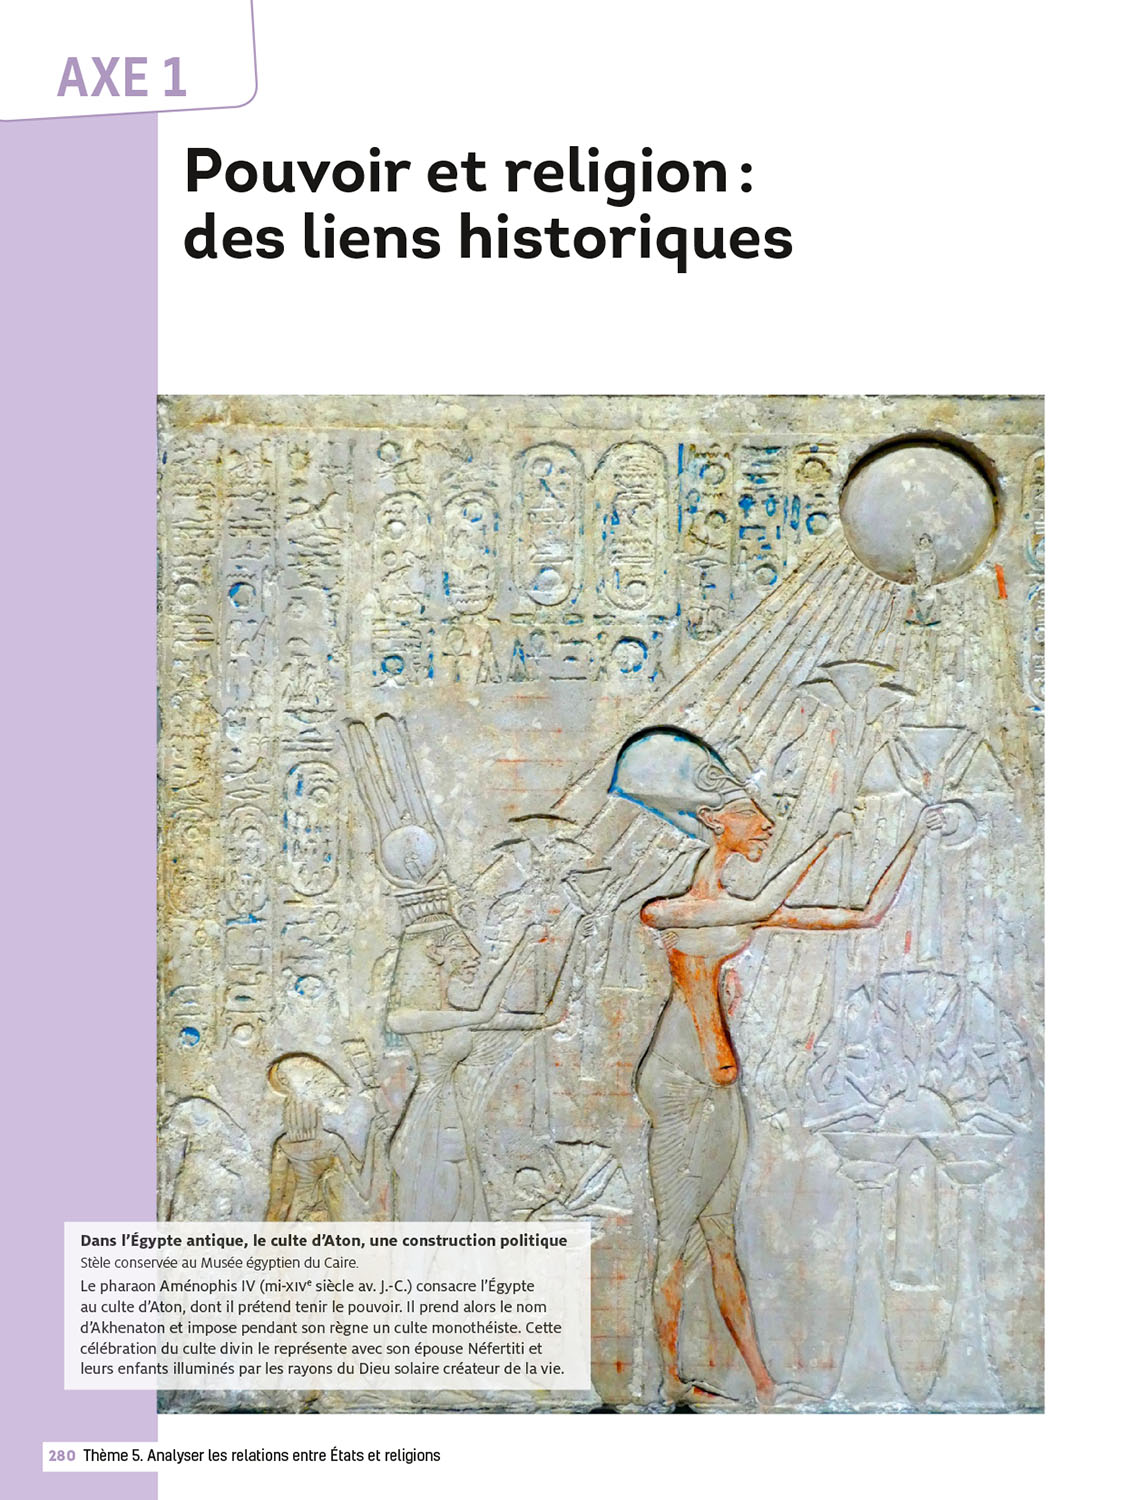 AXE 1
Pouvoir et religion :
des liens historiques
Dans l’Égypte antique, le culte d’Aton, une construction politique
Stèle conservée au Musée égyptien du Caire.
Le pharaon Aménophis IV (mi-XIVᵉ siècle av. J.-C.) consacre l’Égypte
au culte d’Aton, dont il prétend tenir le pouvoir. Il prend alors le nom
d’Akhenaton et impose pendant son règne un culte monothéiste. Cette
célébration du culte divin le représente avec son épouse Néfertiti et
leurs enfants illuminés par les rayons du Dieu solaire créateur de la vie.
280 Thème 5. Analyser les relations entre États et religions